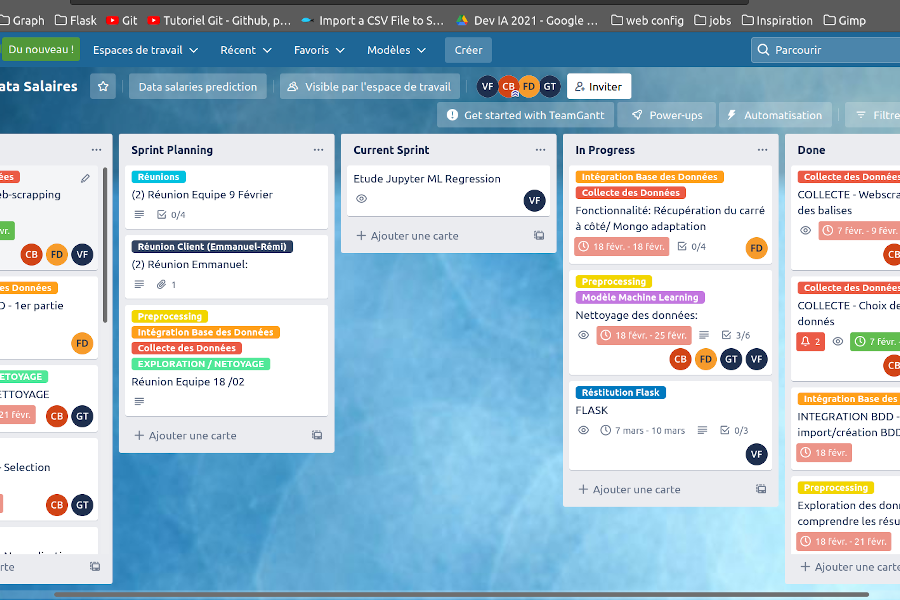 Graph Flask Git Tutoriel Git - Github, p... Import a CSV File to S... Dev IA 2021 - Google ... web config jobs Inspiration Gimp
Du nouveau ! Espaces de travail Récent Favoris Modèles Créer Parcourir
ata Salaires Data salaries prediction Visible par l'espace de travail VF CB FD GT Inviter
Get started with TeamGantt Power-ups Automatisation Filtre
ées
eb-scrapping
vr.
CB FD VF
es Données
D - 1er partie
FD
ETOYAGE
ETTOYAGE
21 févr.
CB GT
- Selection
CB GT
rte
Sprint Planning
Réunions
(2) Réunion Equipe 9 Février
0/4
Réunion Client (Emmanuel-Rémi)
(2) Réunion Emmanuel:
1
Preprocessing
Intégration Base des Données
Collecte des Données
EXPLORATION / NETOYAGE
Réunion Equipe 18 /02
Ajouter une carte
Current Sprint
Etude Jupyter ML Regression
VF
Ajouter une carte
In Progress
Intégration Base des Données
Collecte des Données
Fonctionnalité: Récupération du carré
à côté/ Mongo adaptation
18 févr. - 18 févr. 0/4
FD
Preprocessing
Modèle Machine Learning
Nettoyage des données:
18 févr. - 25 févr. 3/6
CB FD GT VF
Réstitution Flask
FLASK
7 mars - 10 mars 0/3
VF
Ajouter une carte
Done
Collecte des Données
COLLECTE - Webscra
des balises
7 févr. - 9 févr.
CB
Collecte des Données
COLLECTE - Choix de
donnés
2 7 févr. -
CB
Intégration Base des
INTEGRATION BDD -
import/création BDD
18 févr.
Preprocessing
Exploration des donn
comprendre les résu
18 févr. - 21 févr.
Ajouter une carte